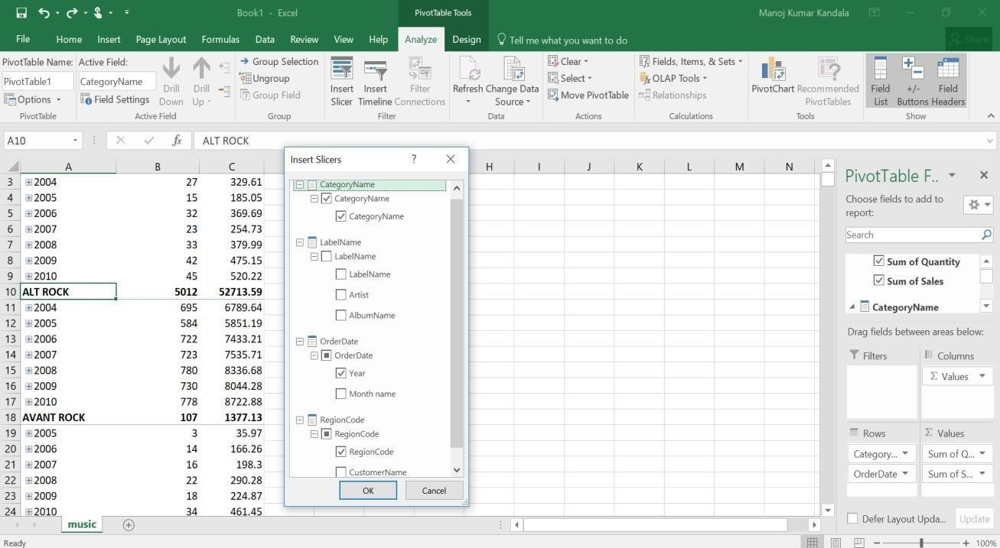 Book1 - Excel
PivotTable Tools
Manoj Kumar Kandala
File Home Insert Page Layout Formulas Data Review View Help Analyze Design Tell me what you want to do Share
PivotTable Name:
PivotTable1
Options
PivotTable
Active Field:
CategoryName
Field Settings
Drill Down
Drill Up
Active Field
Group Selection
Ungroup
Group Field
Group
Insert Slicer
Insert Timeline
Filter Connections
Filter
Refresh
Change Data Source
Data
Clear
Select
Move PivotTable
Actions
Fields, Items, & Sets
OLAP Tools
Relationships
Calculations
PivotChart
Recommended PivotTables
Tools
Field List
+/- Buttons
Field Headers
Show
A10 fx ALT ROCK
A B C H I J K L M N
3 2004 27 329.61
4 2005 15 185.05
5 2006 32 369.69
6 2007 23 254.73
7 2008 33 379.99
8 2009 42 475.15
9 2010 45 520.22
10 ALT ROCK 5012 52713.59
11 2004 695 6789.64
12 2005 584 5851.19
13 2006 722 7433.21
14 2007 723 7535.71
15 2008 780 8336.68
16 2009 730 8044.28
17 2010 778 8722.88
18 AVANT ROCK 107 1377.13
19 2005 3 35.97
20 2006 14 166.26
21 2007 16 198.3
22 2008 22 290.28
23 2009 18 224.87
24 2010 34 461.45
Insert Slicers ?
CategoryName
CategoryName
CategoryName
LabelName
LabelName
LabelName
Artist
AlbumName
OrderDate
OrderDate
Year
Month name
RegionCode
RegionCode
RegionCode
CustomerName
OK Cancel
PivotTable F..
Choose fields to add to
report:
Search
Sum of Quantity
Sum of Sales
CategoryName
Drag fields between areas below:
Filters
Columns
Σ Values
Rows
Category...
OrderDate
Σ Values
Sum of Q...
Sum of S...
Defer Layout Upda... Update
music
Ready
100%